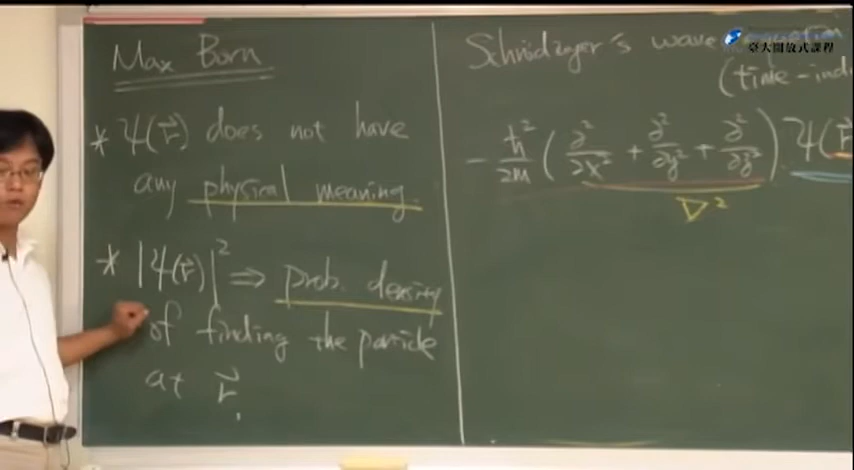 Max Born
* Ψ(r⃗) does not have
any physical meaning.
* |Ψ(r⃗)|² ⇒ prob. density
of finding the particle
at r⃗.
Schrödinger's wave
(time-ind
-ħ²/2m (∂²/∂x² + ∂²/∂y² + ∂²/∂z²) Ψ(r⃗
∇²
臺大開放式課程